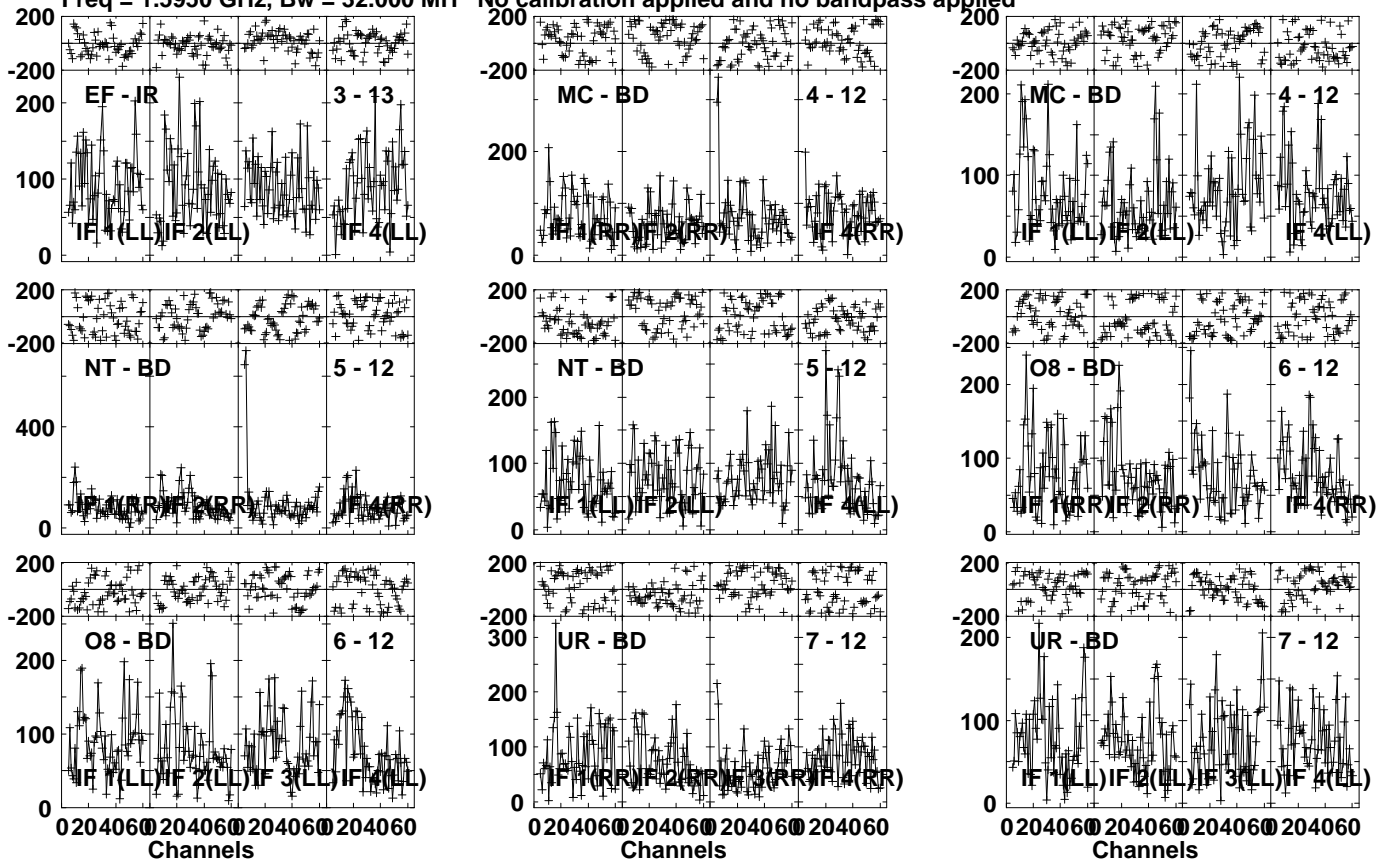 Freq = 1.5950 GHz, Bw = 32.000 MH No calibration applied and no bandpass applied
200
-200
EF - IR 3 - 13
200
100
0
IF 1(LL) IF 2(LL) IF 4(LL)
200
-200
MC - BD 4 - 12
200
0
IF 1(RR) IF 2(RR) IF 4(RR)
200
-200
MC - BD 4 - 12
200
100
0
IF 1(LL) IF 2(LL) IF 4(LL)
200
-200
NT - BD 5 - 12
400
0
IF 1(RR) IF 2(RR) IF 4(RR)
200
-200
NT - BD 5 - 12
200
100
0
IF 1(LL) IF 2(LL) IF 4(LL)
200
-200
O8 - BD 6 - 12
200
100
0
IF 1(RR) IF 2(RR) IF 4(RR)
200
-200
O8 - BD 6 - 12
200
100
0
IF 1(LL) IF 2(LL) IF 3(LL) IF 4(LL)
0 20 40 60 0 20 40 60 0 20 40 60 0 20 40 60
Channels
200
-200
UR - BD 7 - 12
300
200
100
0
IF 1(RR) IF 2(RR) IF 3(RR) IF 4(RR)
0 20 40 60 0 20 40 60 0 20 40 60 0 20 40 60
Channels
200
-200
UR - BD 7 - 12
200
100
0
IF 1(LL) IF 2(LL) IF 3(LL) IF 4(LL)
0 20 40 60 0 20 40 60 0 20 40 60 0 20 40 60
Channels